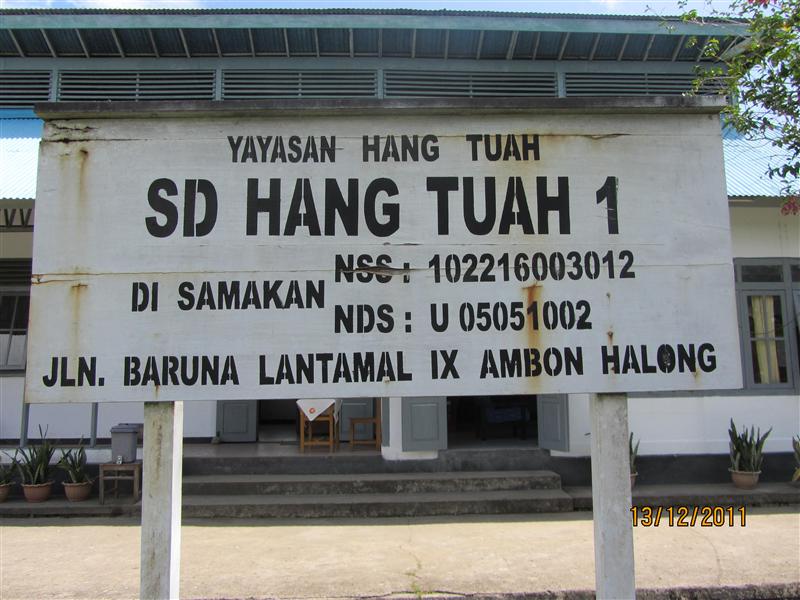 YAYASAN HANG TUAH
SD HANG TUAH 1
DI SAMAKAN
NSS : 102216003012
NDS : U 05051002
JLN. BARUNA LANTAMAL IX AMBON HALONG
13/12/2011